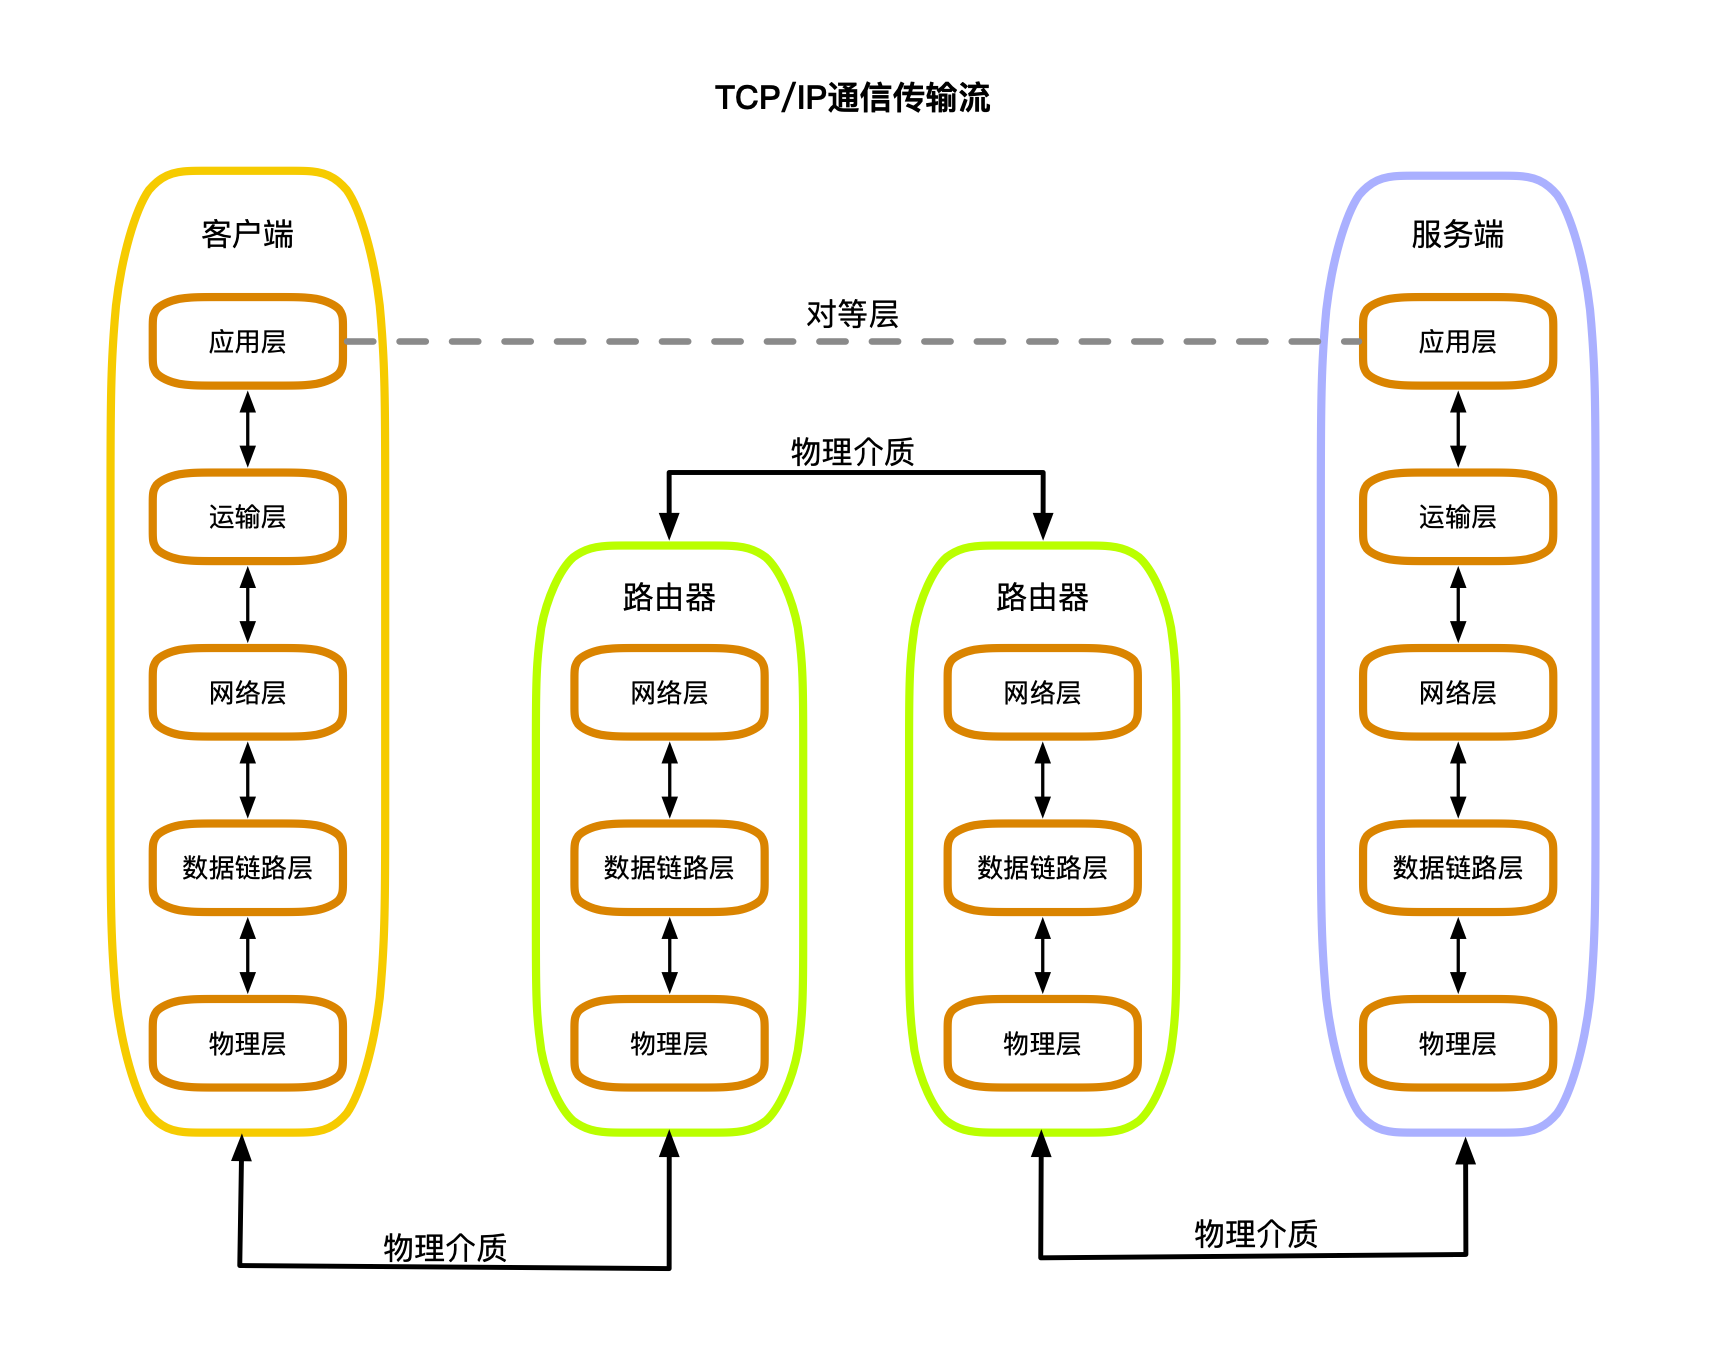 TCP/IP通信传输流
客户端
应用层
运输层
网络层
数据链路层
物理层
对等层
物理介质
路由器
网络层
数据链路层
物理层
路由器
网络层
数据链路层
物理层
服务端
应用层
运输层
网络层
数据链路层
物理层
物理介质
物理介质